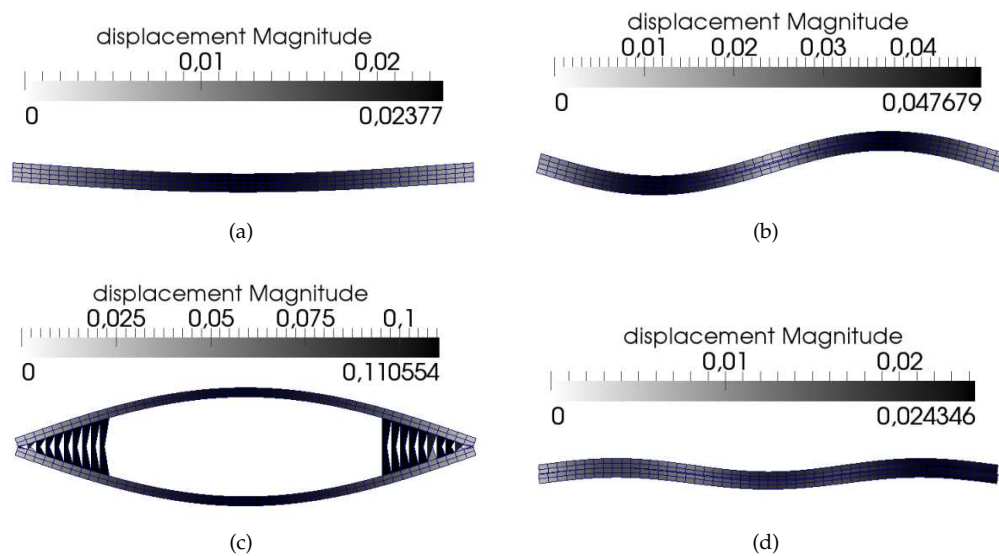 displacement Magnitude
0,01 0,02
0 0,02377
(a)
displacement Magnitude
0,01 0,02 0,03 0,04
0 0,047679
(b)
displacement Magnitude
0,025 0,05 0,075 0,1
0 0,110554
(c)
displacement Magnitude
0,01 0,02
0 0,024346
(d)